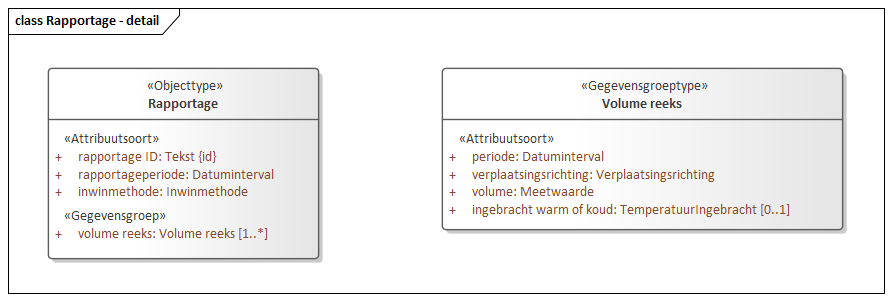 class Rapportage - detail
«Objecttype»
Rapportage
«Attribuutsoort»
+ rapportage ID: Tekst {id}
+ rapportageperiode: Datuminterval
+ inwinmethode: Inwinmethode
«Gegevensgroep»
+ volume reeks: Volume reeks [1..*]
«Gegevensgroeptype»
Volume reeks
«Attribuutsoort»
+ periode: Datuminterval
+ verplaatsingsrichting: Verplaatsingsrichting
+ volume: Meetwaarde
+ ingebracht warm of koud: TemperatuurIngebracht [0..1]